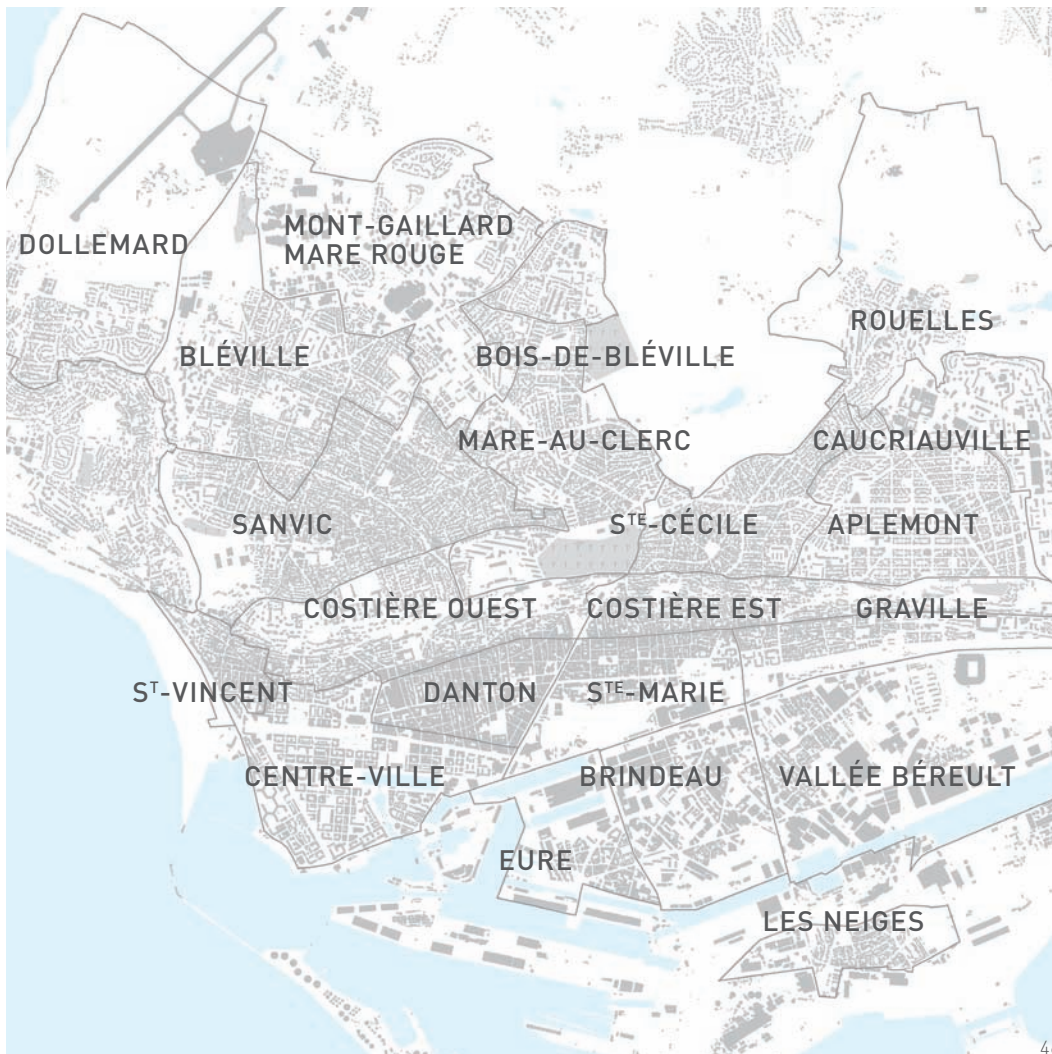 MONT-GAILLARD
MARE ROUGE
DOLLEMARD
ROUELLES
BLÉVILLE
BOIS-DE-BLÉVILLE
MARE-AU-CLERC
CAUCRIAUVILLE
SANVIC
STE-CÉCILE
APLEMONT
COSTIÈRE OUEST
COSTIÈRE EST
GRAVILLE
ST-VINCENT
DANTON
STE-MARIE
CENTRE-VILLE
BRINDEAU
VALLÉE BÉREULT
EURE
LES NEIGES